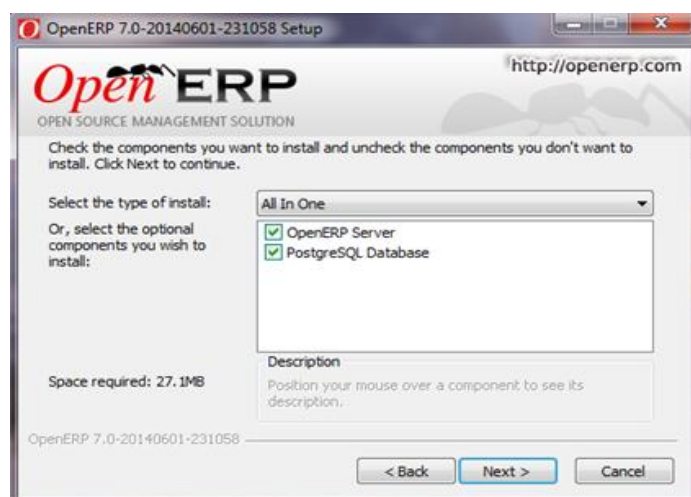 OpenERP 7.0-20140601-231058 Setup
http://openerp.com
Open ERP
OPEN SOURCE MANAGEMENT SOLUTION
Check the components you want to install and uncheck the components you don't want to
install. Click Next to continue.
Select the type of install:
All In One
Or, select the optional
components you wish to
install:
OpenERP Server
PostgreSQL Database
Space required: 27.1MB
Description
Position your mouse over a component to see its
description.
OpenERP 7.0-20140601-231058
< Back
Next >
Cancel